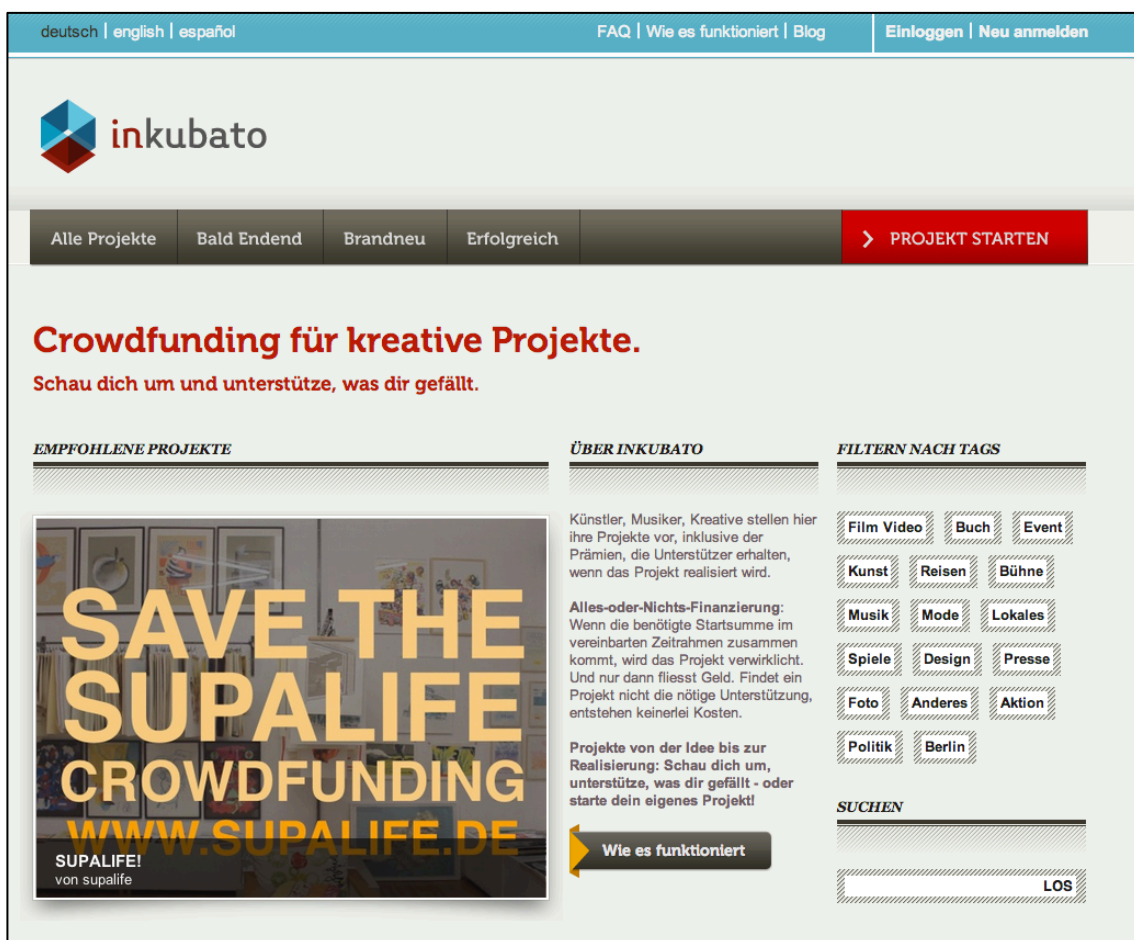 deutsch | english | español
FAQ | Wie es funktioniert | Blog
Einloggen | Neu anmelden
inkubato
Alle Projekte
Bald Endend
Brandneu
Erfolgreich
PROJEKT STARTEN
Crowdfunding für kreative Projekte.
Schau dich um und unterstütze, was dir gefällt.
EMPFOHLENE PROJEKTE
SAVE THE
SUPALIFE
CROWDFUNDING
WWW.SUPALIFE.DE
SUPALIFE!
von supalife
ÜBER INKUBATO
Künstler, Musiker, Kreative stellen hier
ihre Projekte vor, inklusive der
Prämien, die Unterstützer erhalten,
wenn das Projekt realisiert wird.
Alles-oder-Nichts-Finanzierung:
Wenn die benötigte Startsumme im
vereinbarten Zeitrahmen zusammen
kommt, wird das Projekt verwirklicht.
Und nur dann fliesst Geld. Findet ein
Projekt nicht die nötige Unterstützung,
entstehen keinerlei Kosten.
Projekte von der Idee bis zur
Realisierung: Schau dich um,
unterstütze, was dir gefällt - oder
starte dein eigenes Projekt!
Wie es funktioniert
FILTERN NACH TAGS
Film Video Buch Event
Kunst Reisen Bühne
Musik Mode Lokales
Spiele Design Presse
Foto Anderes Aktion
Politik Berlin
SUCHEN
LOS